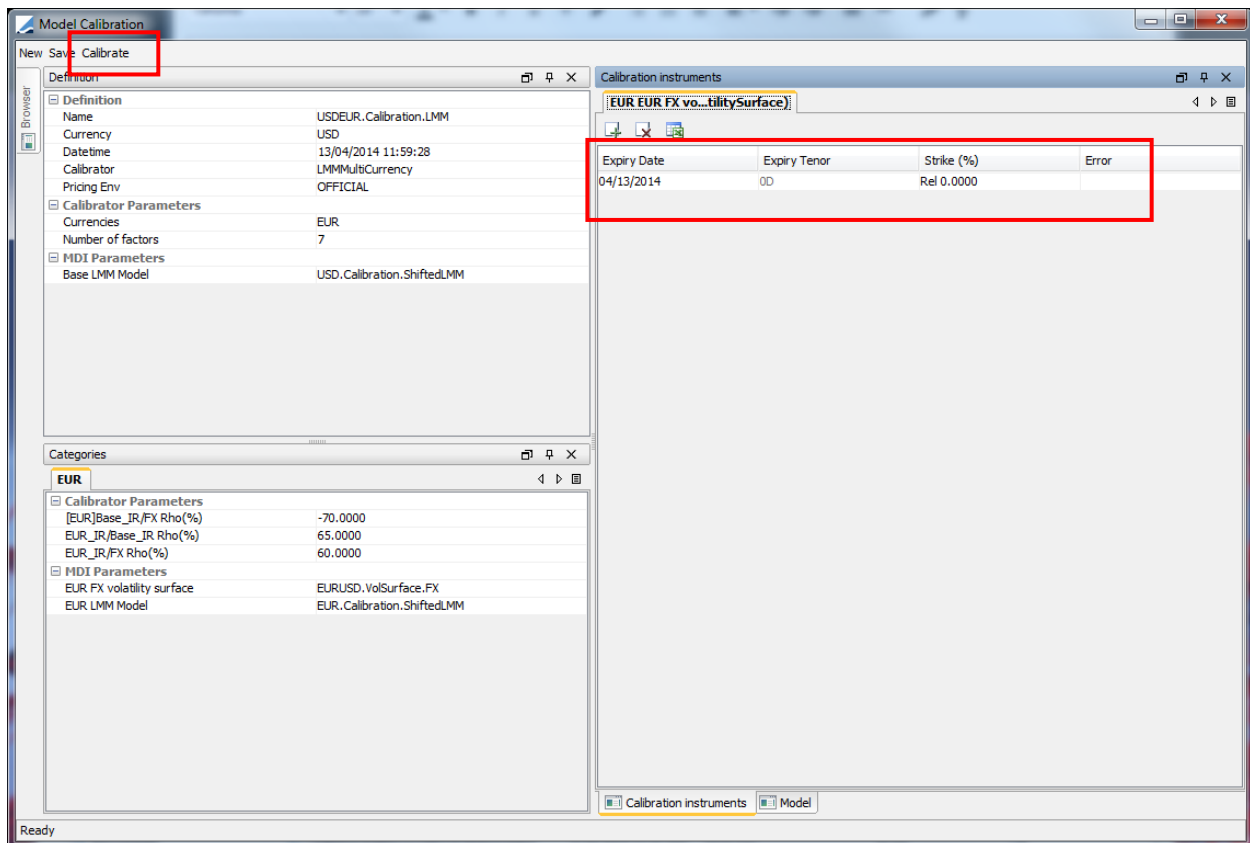 Model Calibration
New Save Calibrate
Browser
Definition
Definition
Name USDEUR.Calibration.LMM
Currency USD
Datetime 13/04/2014 11:59:28
Calibrator LMMMultiCurrency
Pricing Env OFFICIAL
Calibrator Parameters
Currencies EUR
Number of factors 7
MDI Parameters
Base LMM Model USD.Calibration.ShiftedLMM
Categories
EUR
Calibrator Parameters
[EUR]Base_IR/FX Rho(%) -70.0000
EUR_IR/Base_IR Rho(%) 65.0000
EUR_IR/FX Rho(%) 60.0000
MDI Parameters
EUR FX volatility surface EURUSD.VolSurface.FX
EUR LMM Model EUR.Calibration.ShiftedLMM
Calibration instruments
EUR EUR FX vo...tilitySurface)
Expiry Date Expiry Tenor Strike (%) Error
04/13/2014 0D Rel 0.0000
Calibration instruments Model
Ready